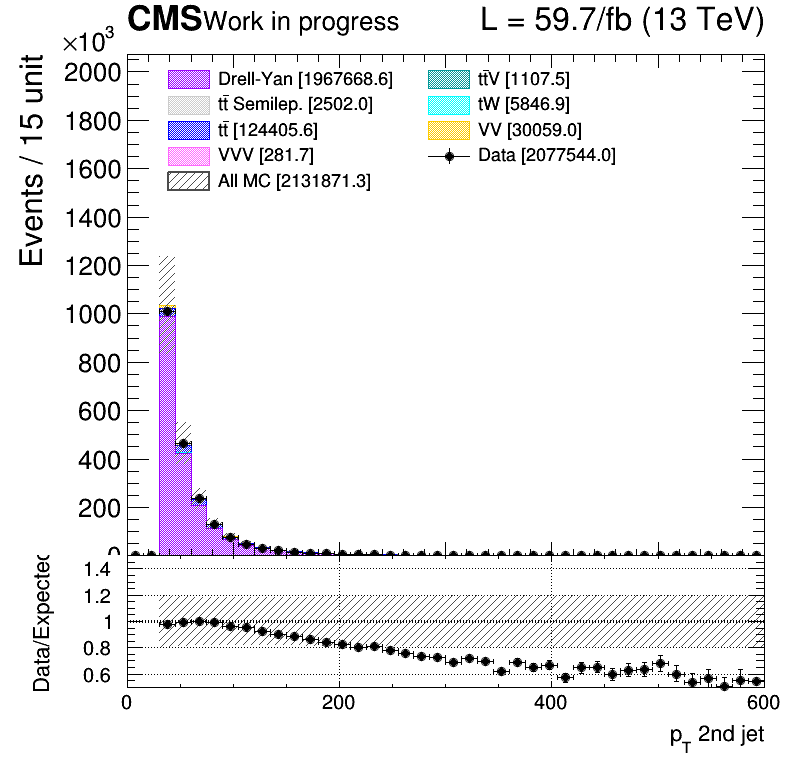 CMS Work in progress L = 59.7/fb (13 TeV)
×10³
Events / 15 unit
2000
1800
1600
1400
1200
1000
800
600
400
200
0
Drell-Yan [1967668.6]
tt̄ Semilep. [2502.0]
tt̄ [124405.6]
VVV [281.7]
All MC [2131871.3]
tt̄V [1107.5]
tW [5846.9]
VV [30059.0]
Data [2077544.0]
Data/Expected
1.4
1.2
1
0.8
0.6
0 200 400 600
p_T 2nd jet